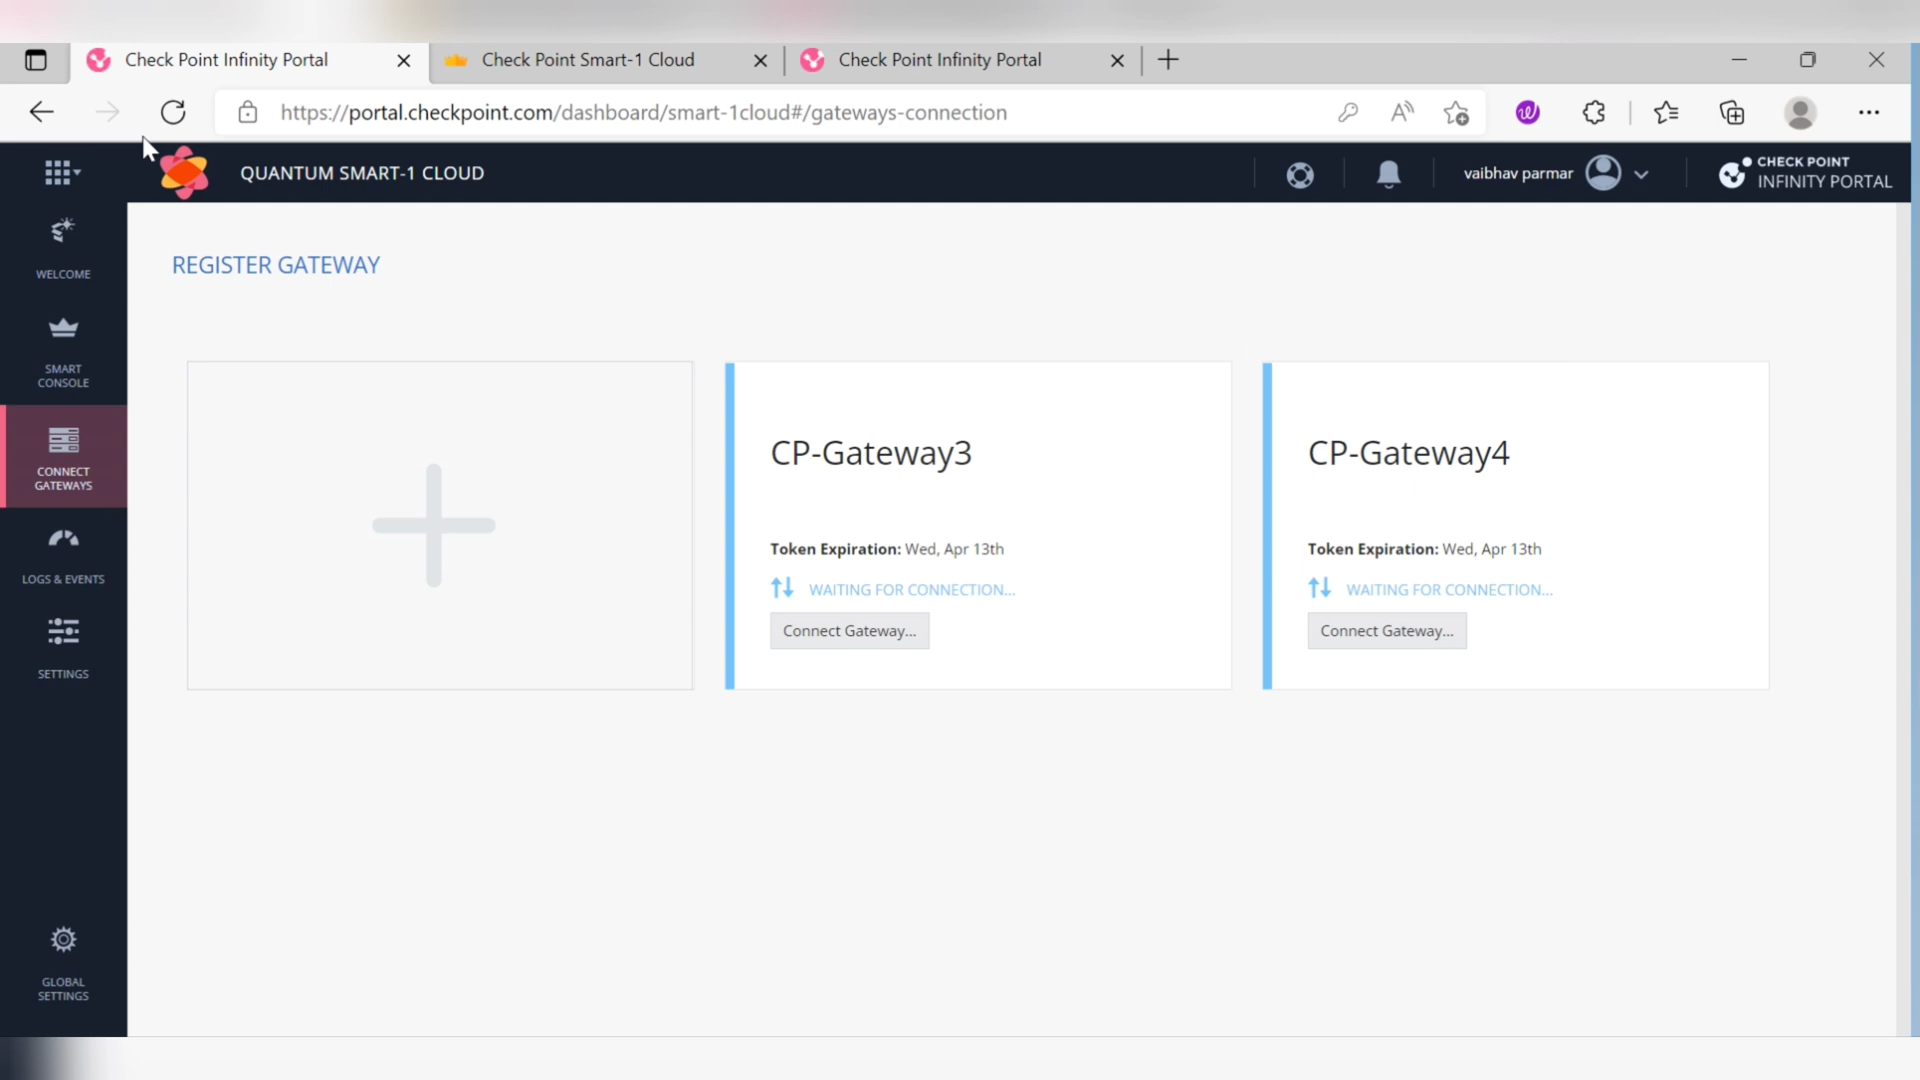 Check Point Infinity Portal
Check Point Smart-1 Cloud
Check Point Infinity Portal
https://portal.checkpoint.com/dashboard/smart-1cloud#/gateways-connection
QUANTUM SMART-1 CLOUD
vaibhav parmar
CHECK POINT
INFINITY PORTAL
WELCOME
SMART
CONSOLE
CONNECT
GATEWAYS
LOGS & EVENTS
SETTINGS
GLOBAL
SETTINGS
REGISTER GATEWAY
CP-Gateway3
Token Expiration: Wed, Apr 13th
WAITING FOR CONNECTION...
Connect Gateway...
CP-Gateway4
Token Expiration: Wed, Apr 13th
WAITING FOR CONNECTION...
Connect Gateway...